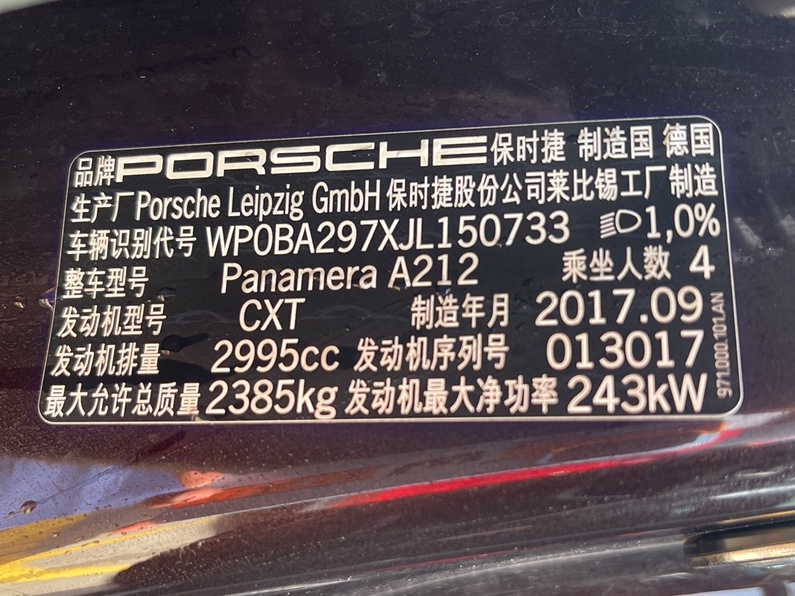 品牌PORSCHE保时捷 制造国 德国
生产厂Porsche Leipzig GmbH 保时捷股份公司莱比锡工厂制造
车辆识别代号 WP0BA297XJL150733 1,0%
整车型号 Panamera A212 乘坐人数 4
发动机型号 CXT 制造年月 2017.09
发动机排量 2995cc 发动机序列号 013017
最大允许总质量 2385kg 发动机最大净功率 243kW
971.000.101.AN